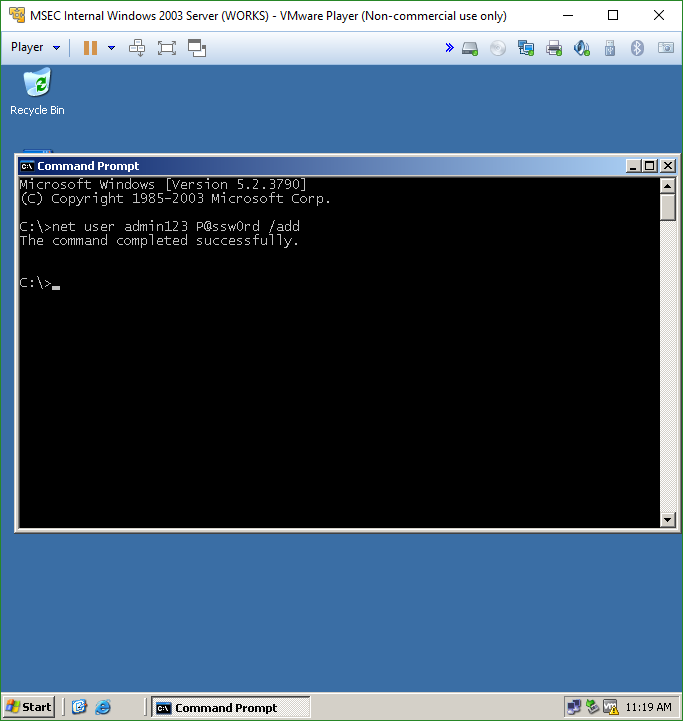 MSEC Internal Windows 2003 Server (WORKS) - VMware Player (Non-commercial use only)
Player
Recycle Bin
Command Prompt
Microsoft Windows [Version 5.2.3790]
(C) Copyright 1985-2003 Microsoft Corp.
C:\>net user admin123 P@ssw0rd /add
The command completed successfully.
C:\>
Start
Command Prompt
11:19 AM